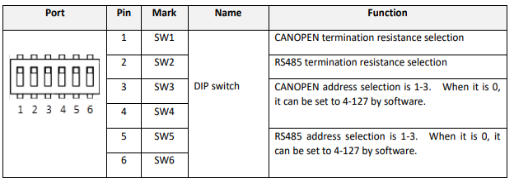 Port Pin Mark Name Function
1 SW1 CANOPEN termination resistance selection
2 SW2 RS485 termination resistance selection
3 SW3 DIP switch CANOPEN address selection is 1-3. When it is 0,
it can be set to 4-127 by software.
1 2 3 4 5 6
4 SW4
5 SW5 RS485 address selection is 1-3. When it is 0, it
can be set to 4-127 by software.
6 SW6